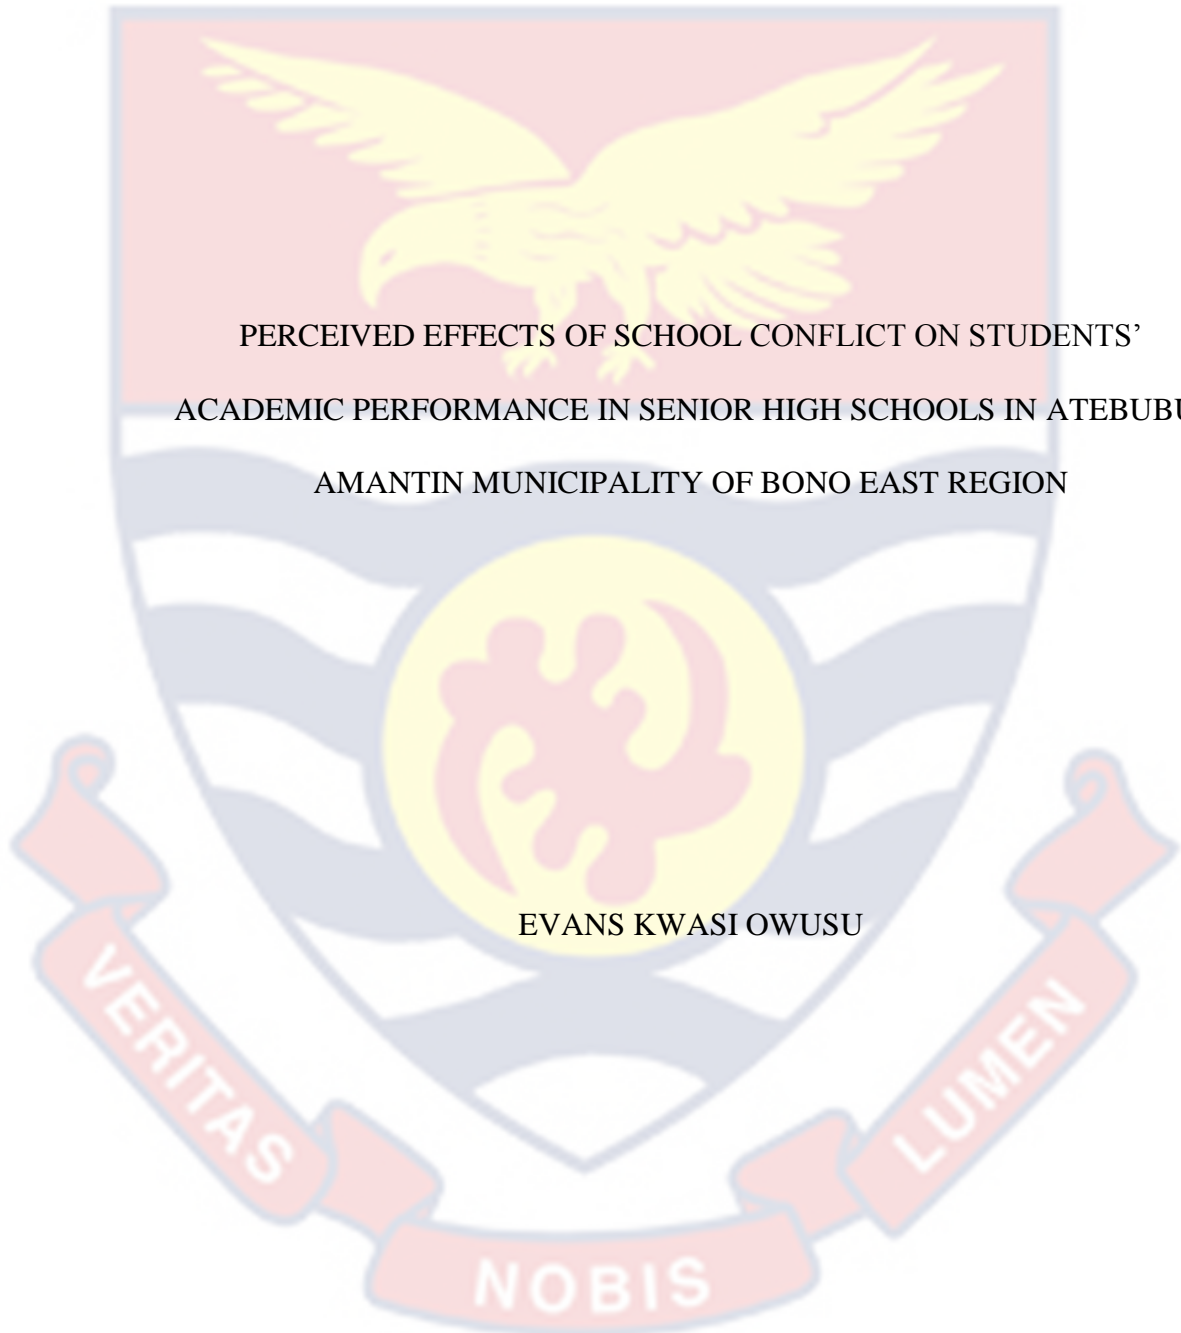 PERCEIVED EFFECTS OF SCHOOL CONFLICT ON STUDENTS’
ACADEMIC PERFORMANCE IN SENIOR HIGH SCHOOLS IN ATEBUBU
AMANTIN MUNICIPALITY OF BONO EAST REGION
EVANS KWASI OWUSU
VERITAS
NOBIS
LUMEN